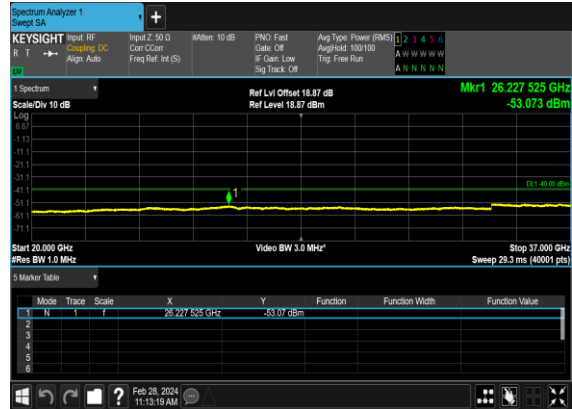 Spectrum Analyzer 1
Swept SA
+
KEYSIGHT Input: RF Input Z: 50 Ω #Atten: 10 dB PNO: Fast Avg Type: Power (RMS) 1 2 3 4 5 6
R T Coupling: DC Corr CCorr Gate: Off Avg|Hold: 100/100 A W W W W W
Align: Auto Freq Ref: Int (S) IF Gain: Low Trig: Free Run
Sig Track: Off A N N N N N
1 Spectrum
Ref Lvl Offset 18.87 dB Mkr1 26.227 525 GHz
Scale/Div 10 dB Ref Level 18.87 dBm -53.073 dBm
Log
8.87
-1.13
-11.1
-21.1
-31.1
DL1 -40.00 dBm
-41.1
1
-51.1
-61.1
-71.1
Start 20.000 GHz Video BW 3.0 MHz* Stop 37.000 GHz
#Res BW 1.0 MHz Sweep 29.3 ms (40001 pts)
5 Marker Table
Mode Trace Scale X Y Function Function Width Function Value
1 N 1 f 26.227 525 GHz -53.07 dBm
2
3
4
5
6
? Feb 28, 2024
11:13:19 AM